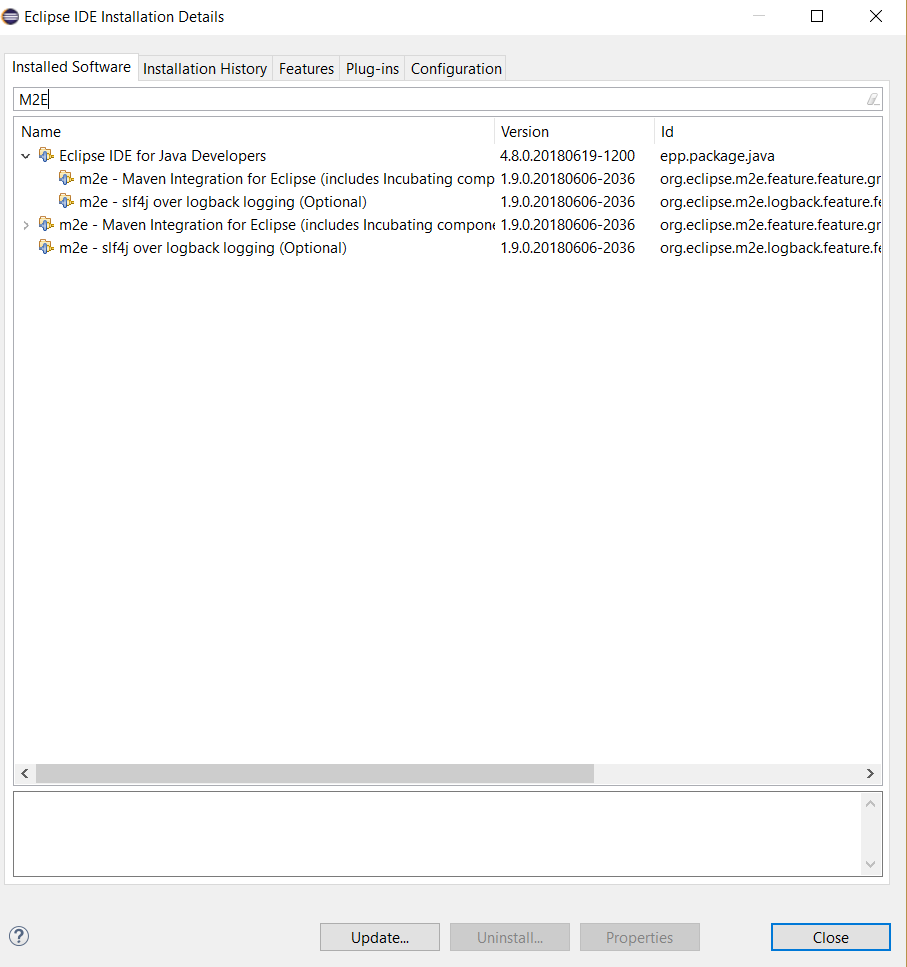 Eclipse IDE Installation Details
Installed Software Installation History Features Plug-ins Configuration
M2E
Name Version Id
Eclipse IDE for Java Developers 4.8.0.20180619-1200 epp.package.java
m2e - Maven Integration for Eclipse (includes Incubating comp 1.9.0.20180606-2036 org.eclipse.m2e.feature.feature.gr
m2e - slf4j over logback logging (Optional) 1.9.0.20180606-2036 org.eclipse.m2e.logback.feature.fe
m2e - Maven Integration for Eclipse (includes Incubating compone 1.9.0.20180606-2036 org.eclipse.m2e.feature.feature.gr
m2e - slf4j over logback logging (Optional) 1.9.0.20180606-2036 org.eclipse.m2e.logback.feature.fe
? Update... Uninstall... Properties Close